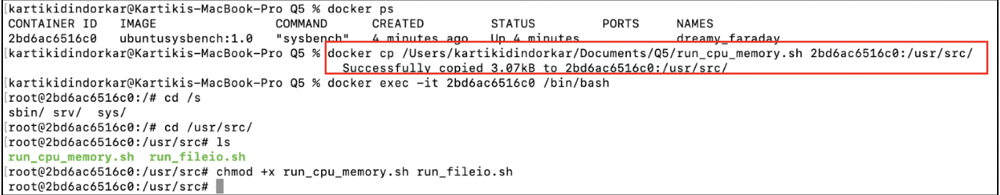 [kartikidindorkar@Kartikis-MacBook-Pro Q5 % docker ps
CONTAINER ID   IMAGE                COMMAND      CREATED         STATUS         PORTS     NAMES
2bd6ac6516c0   ubuntusysbench:1.0   "sysbench"   4 minutes ago   Up 4 minutes             dreamy_faraday
[kartikidindorkar@Kartikis-MacBook-Pro Q5 % docker cp /Users/kartikidindorkar/Documents/Q5/run_cpu_memory.sh 2bd6ac6516c0:/usr/src/
Successfully copied 3.07kB to 2bd6ac6516c0:/usr/src/
[kartikidindorkar@Kartikis-MacBook-Pro Q5 % docker exec -it 2bd6ac6516c0 /bin/bash
[root@2bd6ac6516c0:/# cd /s
sbin/ srv/  sys/
[root@2bd6ac6516c0:/# cd /usr/src/
[root@2bd6ac6516c0:/usr/src# ls
run_cpu_memory.sh  run_fileio.sh
[root@2bd6ac6516c0:/usr/src# chmod +x run_cpu_memory.sh run_fileio.sh
root@2bd6ac6516c0:/usr/src#